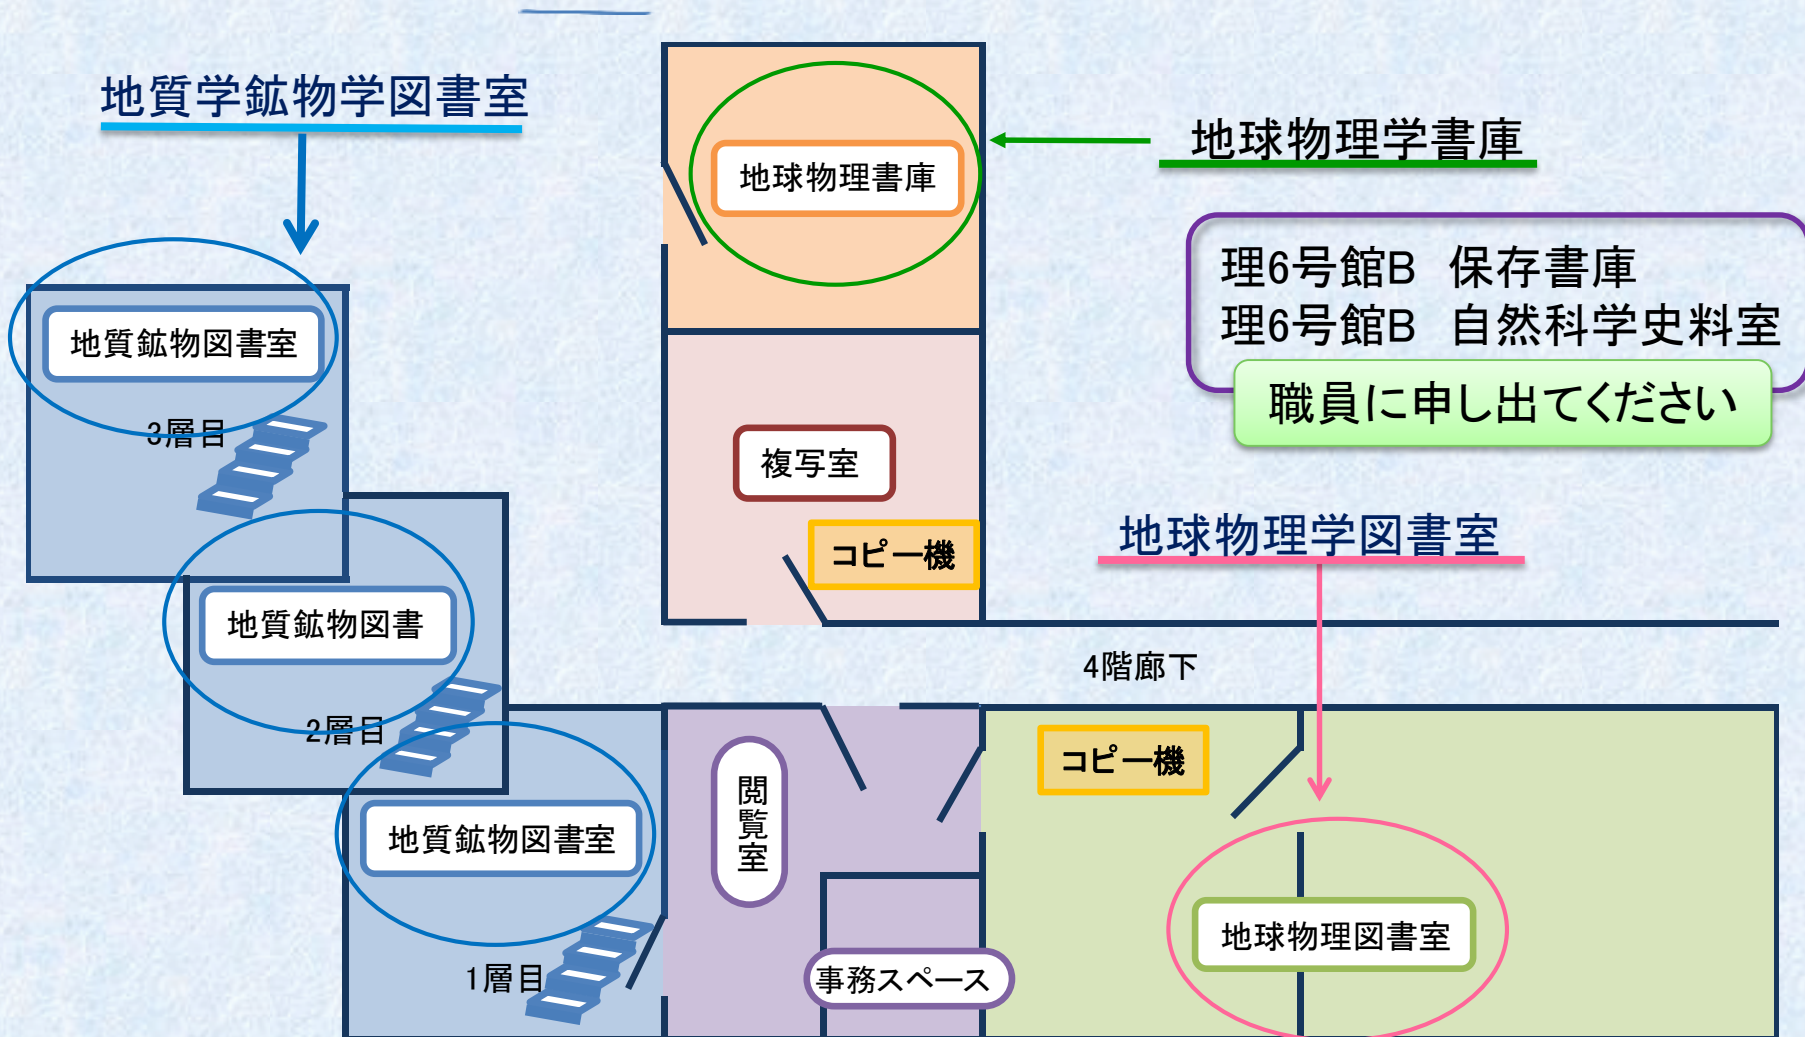 地質学鉱物学図書室
地球物理学書庫
地球物理書庫
理6号館B　保存書庫
理6号館B　自然科学史料室
職員に申し出てください
地質鉱物図書室
3層目
複写室
コピー機
地球物理学図書室
地質鉱物図書
2層目
4階廊下
コピー機
閲覧室
地質鉱物図書室
1層目
事務スペース
地球物理図書室